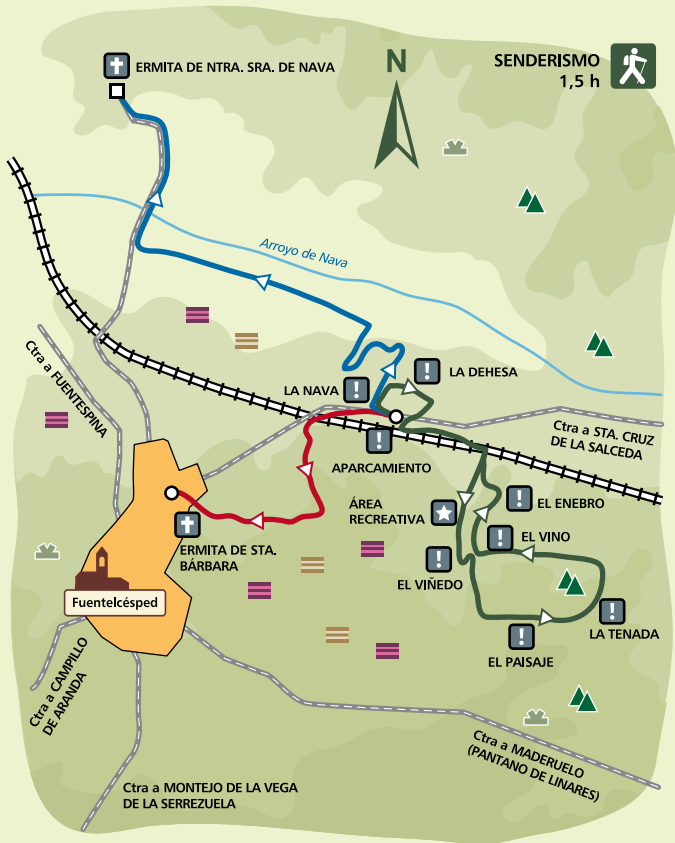 ERMITA DE NTRA. SRA. DE NAVA
N
SENDERISMO
1,5 h
Arroyo de Nava
Ctra a FUENTESPINA
LA NAVA
LA DEHESA
APARCAMIENTO
Ctra a STA. CRUZ
DE LA SALCEDA
ÁREA
RECREATIVA
EL ENEBRO
EL VINO
ERMITA DE STA.
BÁRBARA
EL VIÑEDO
Fuentelcésped
LA TENADA
EL PAISAJE
Ctra a CAMPILLO
DE ARANDA
Ctra a MADERUELO
(PANTANO DE LINARES)
Ctra a MONTEJO DE LA VEGA
DE LA SERREZUELA